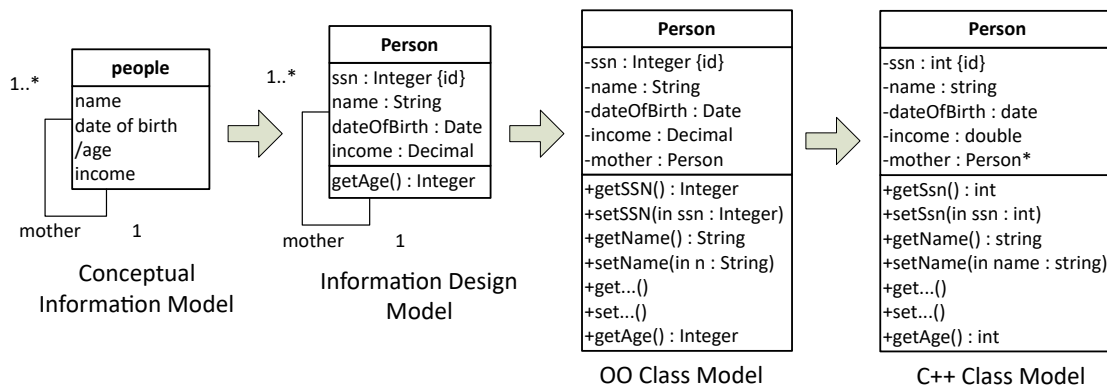 people
1..*
name
date of birth
/age
income
mother
1
Conceptual
Information Model
Person
1..*
ssn : Integer {id}
name : String
dateOfBirth : Date
income : Decimal
getAge() : Integer
mother
1
Information Design
Model
Person
-ssn : Integer {id}
-name : String
-dateOfBirth : Date
-income : Decimal
-mother : Person
+getSSN() : Integer
+setSSN(in ssn : Integer)
+getName() : String
+setName(in n : String)
+get...()
+set...()
+getAge() : Integer
OO Class Model
Person
-ssn : int {id}
-name : string
-dateOfBirth : date
-income : double
-mother : Person*
+getSsn() : int
+setSsn(in ssn : int)
+getName() : string
+setName(in name : string)
+get...()
+set...()
+getAge() : int
C++ Class Model